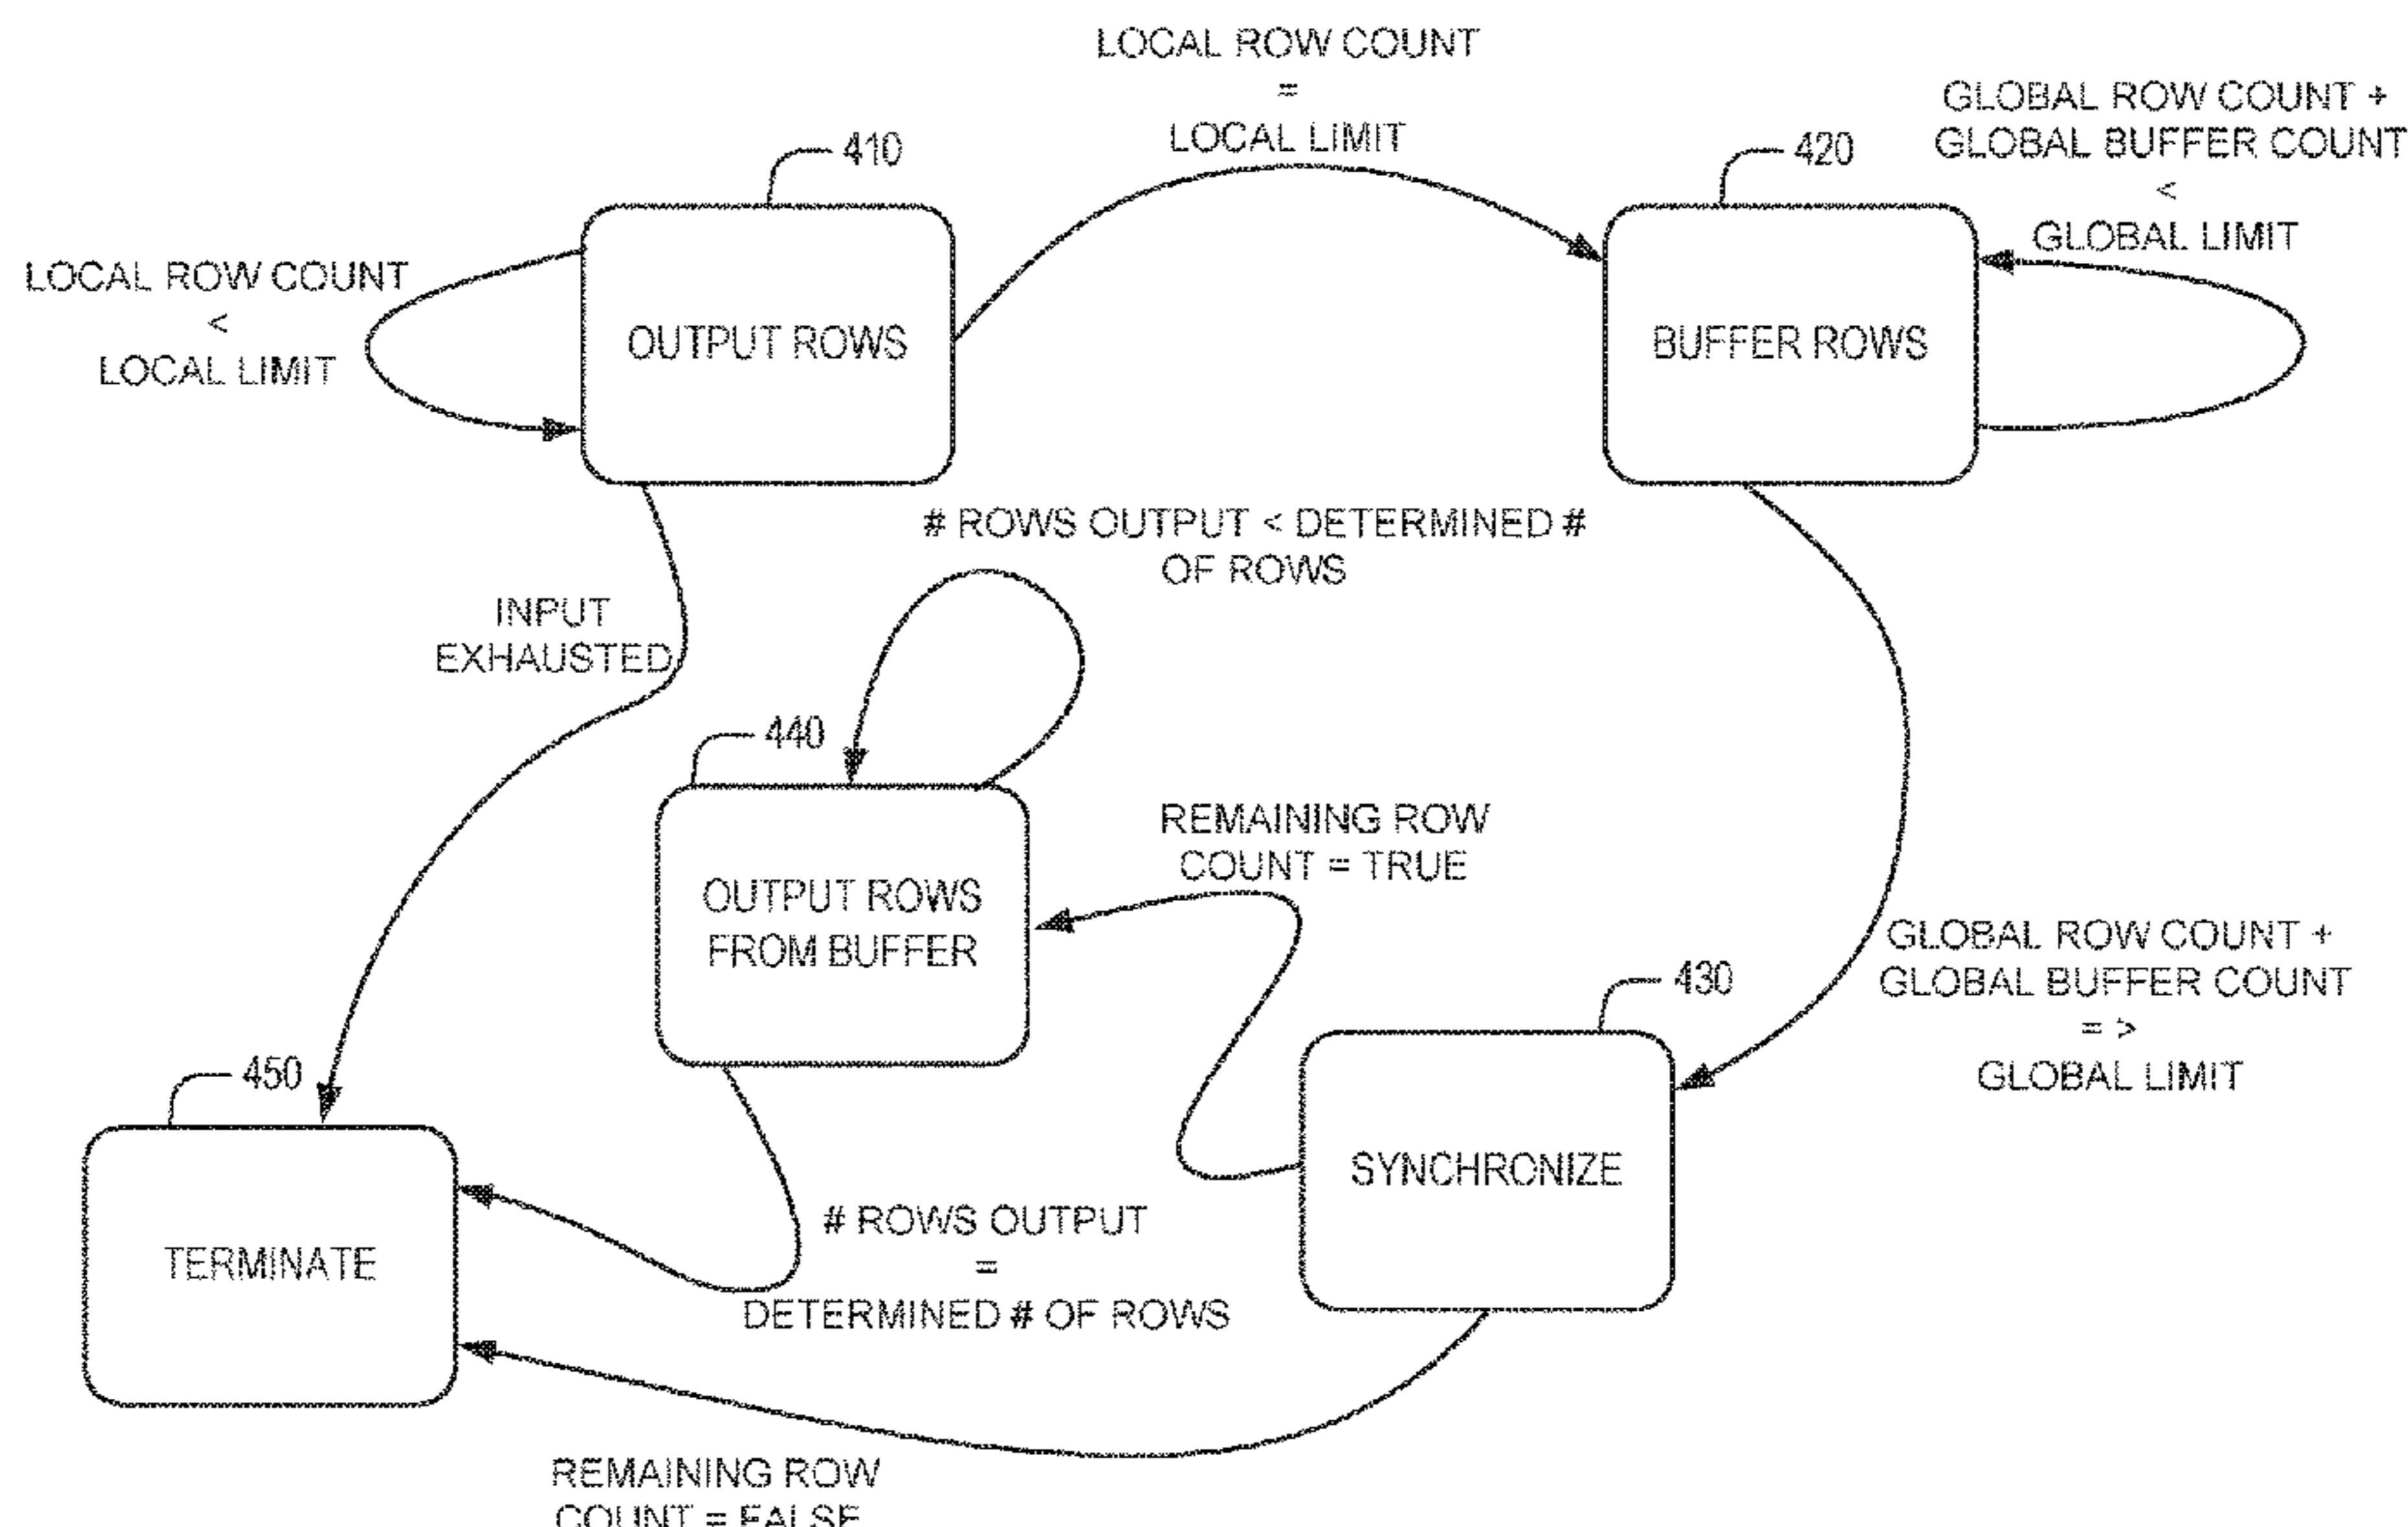 LOCAL ROW COUNT
=
LOCAL LIMIT
GLOBAL ROW COUNT +
GLOBAL BUFFER COUNT
<
GLOBAL LIMIT
410
420
LOCAL ROW COUNT
<
LOCAL LIMIT
OUTPUT ROWS
BUFFER ROWS
# ROWS OUTPUT < DETERMINED #
OF ROWS
INPUT
EXHAUSTED
440
REMAINING ROW
COUNT = TRUE
OUTPUT ROWS
FROM BUFFER
GLOBAL ROW COUNT +
GLOBAL BUFFER COUNT
= >
GLOBAL LIMIT
430
450
SYNCHRONIZE
TERMINATE
# ROWS OUTPUT
=
DETERMINED # OF ROWS
REMAINING ROW
COUNT = FALSE